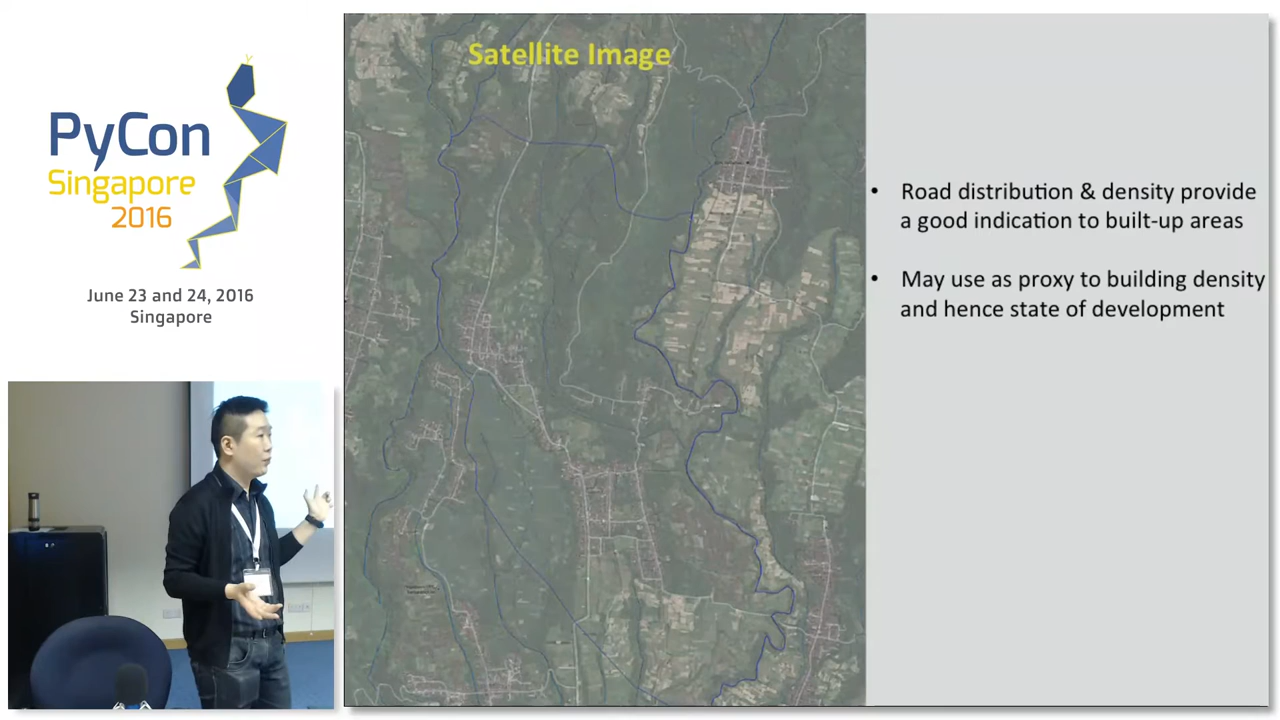 PyCon
Singapore
2016
June 23 and 24, 2016
Singapore
Satellite Image
• Road distribution & density provide
a good indication to built-up areas
• May use as proxy to building density
and hence state of development